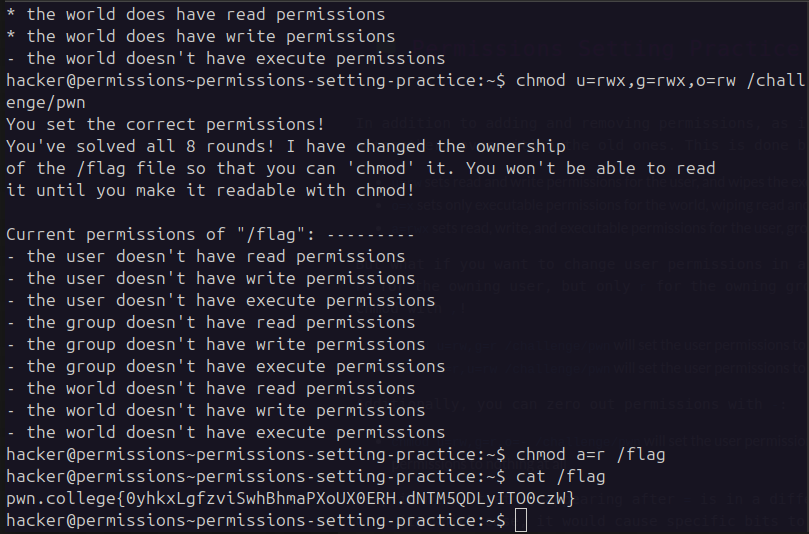 * the world does have read permissions
* the world does have write permissions
- the world doesn't have execute permissions
hacker@permissions~permissions-setting-practice:~$ chmod u=rwx,g=rwx,o=rw /chall
enge/pwn
You set the correct permissions!
You've solved all 8 rounds! I have changed the ownership
of the /flag file so that you can 'chmod' it. You won't be able to read
it until you make it readable with chmod!
Current permissions of "/flag": ---------
- the user doesn't have read permissions
- the user doesn't have write permissions
- the user doesn't have execute permissions
- the group doesn't have read permissions
- the group doesn't have write permissions
- the group doesn't have execute permissions
- the world doesn't have read permissions
- the world doesn't have write permissions
- the world doesn't have execute permissions
hacker@permissions~permissions-setting-practice:~$ chmod a=r /flag
hacker@permissions~permissions-setting-practice:~$ cat /flag
pwn.college{0yhkxLgfzviSwhBhmaPXoUX0ERH.dNTM5QDLyITO0czW}
hacker@permissions~permissions-setting-practice:~$